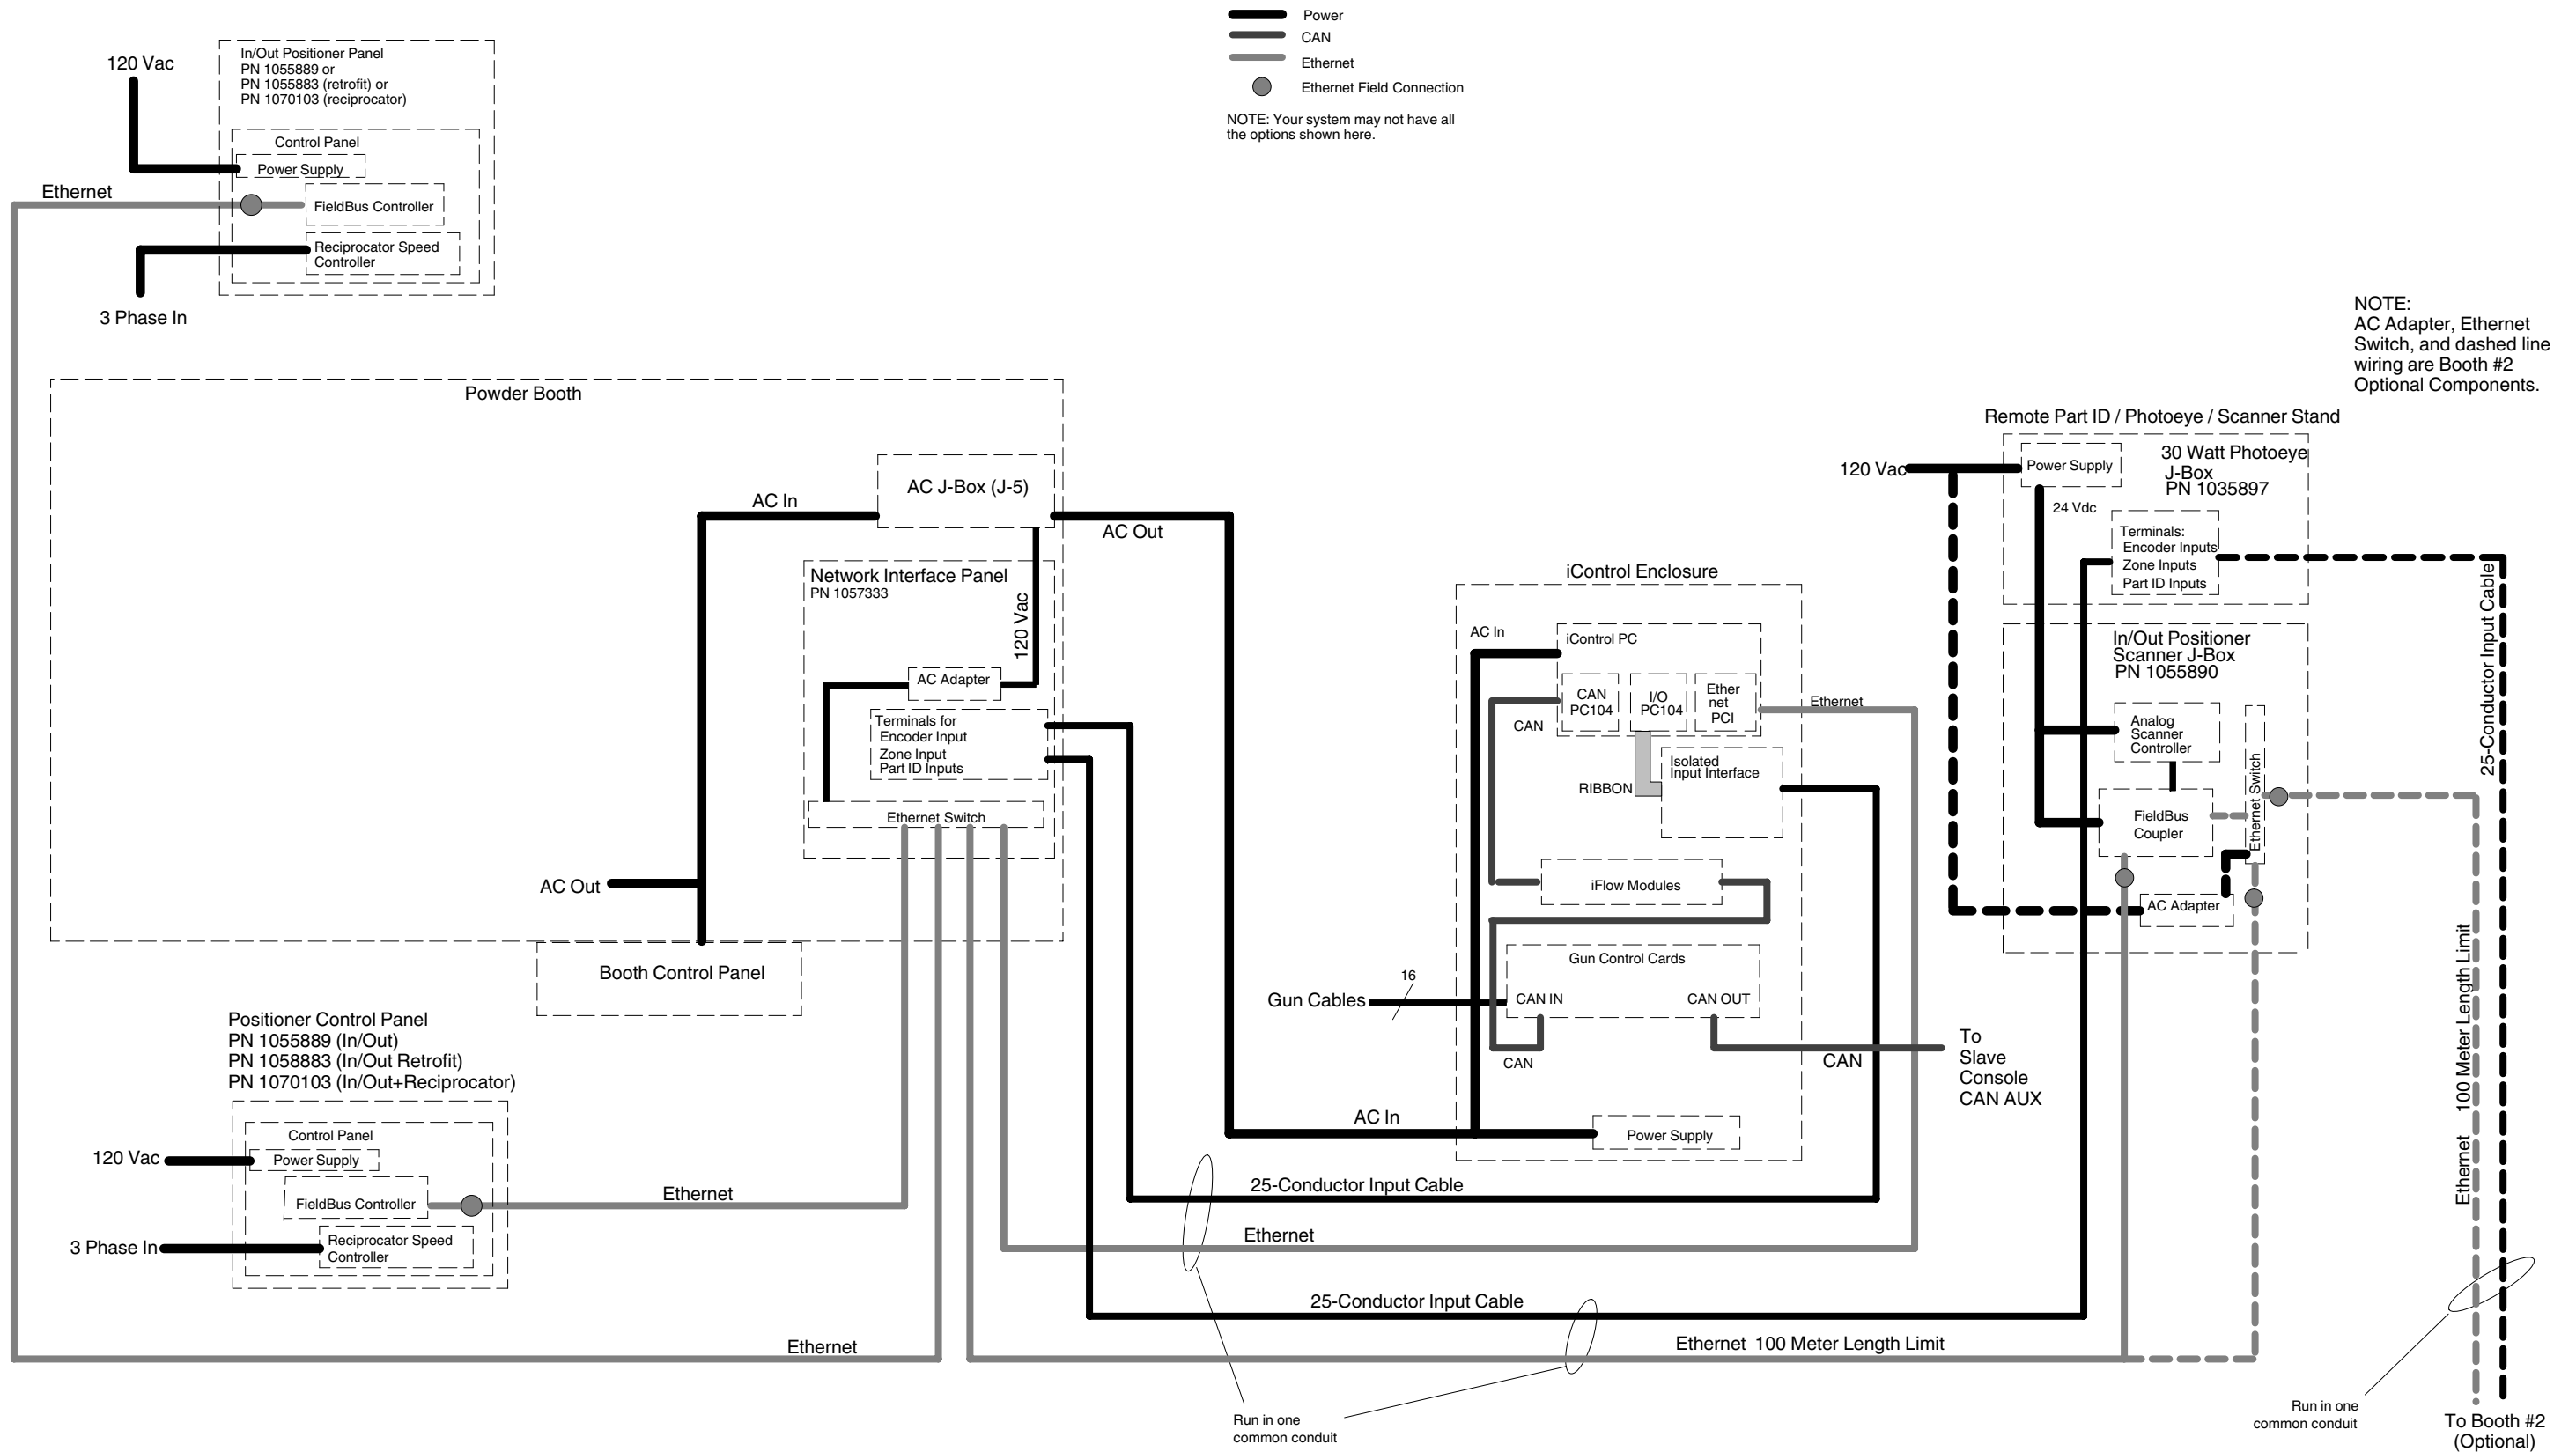 Power
CAN
Ethernet
Ethernet Field Connection
NOTE: Your system may not have all
the options shown here.
120 Vac
In/Out Positioner Panel
PN 1055889 or
PN 1055883 (retrofit) or
PN 1070103 (reciprocator)
Control Panel
Power Supply
Ethernet
FieldBus Controller
Reciprocator Speed
Controller
3 Phase In
NOTE:
AC Adapter, Ethernet
Switch, and dashed line
wiring are Booth #2
Optional Components.
Powder Booth
AC J-Box (J-5)
AC In
AC Out
Network Interface Panel
PN 1057333
120 Vac
AC Adapter
Terminals for
Encoder Input
Zone Input
Part ID Inputs
Ethernet Switch
AC Out
Booth Control Panel
iControl Enclosure
AC In
iControl PC
CAN
PC104
I/O
PC104
Ether
net
PCI
Ethernet
CAN
Isolated
Input Interface
RIBBON
iFlow Modules
Gun Control Cards
16
Gun Cables
CAN IN
CAN OUT
CAN
CAN
To
Slave
Console
CAN AUX
AC In
Power Supply
Remote Part ID / Photoeye / Scanner Stand
120 Vac
Power Supply
30 Watt Photoeye
J-Box
PN 1035897
24 Vdc
Terminals:
Encoder Inputs
Zone Inputs
Part ID Inputs
25-Conductor Input Cable
In/Out Positioner
Scanner J-Box
PN 1055890
Analog
Scanner
Controller
Ethernet Switch
FieldBus
Coupler
AC Adapter
Ethernet 100 Meter Length Limit
Positioner Control Panel
PN 1055889 (In/Out)
PN 1058883 (In/Out Retrofit)
PN 1070103 (In/Out+Reciprocator)
Control Panel
120 Vac
Power Supply
FieldBus Controller
Ethernet
3 Phase In
Reciprocator Speed
Controller
25-Conductor Input Cable
Ethernet
25-Conductor Input Cable
Ethernet
Ethernet 100 Meter Length Limit
Run in one
common conduit
Run in one
common conduit
To Booth #2
(Optional)